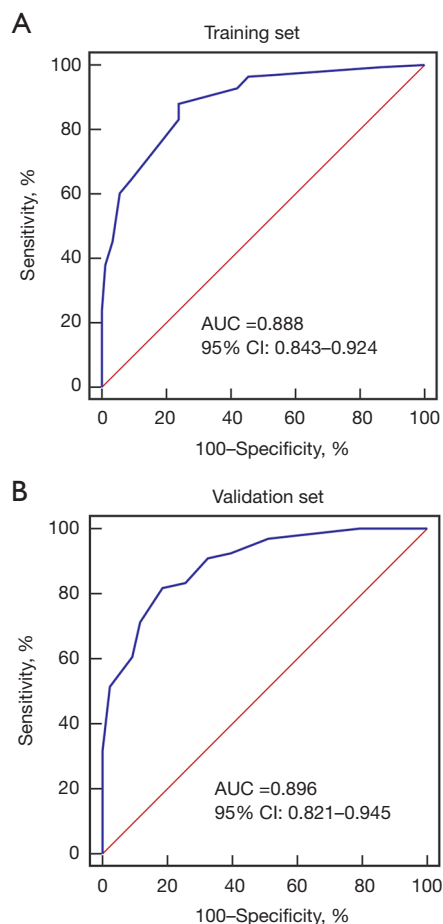 A
Training set
100
80
60
40
20
0
Sensitivity, %
AUC =0.888
95% CI: 0.843–0.924
0 20 40 60 80 100
100–Specificity, %
B
Validation set
100
80
60
40
20
0
Sensitivity, %
AUC =0.896
95% CI: 0.821–0.945
0 20 40 60 80 100
100–Specificity, %